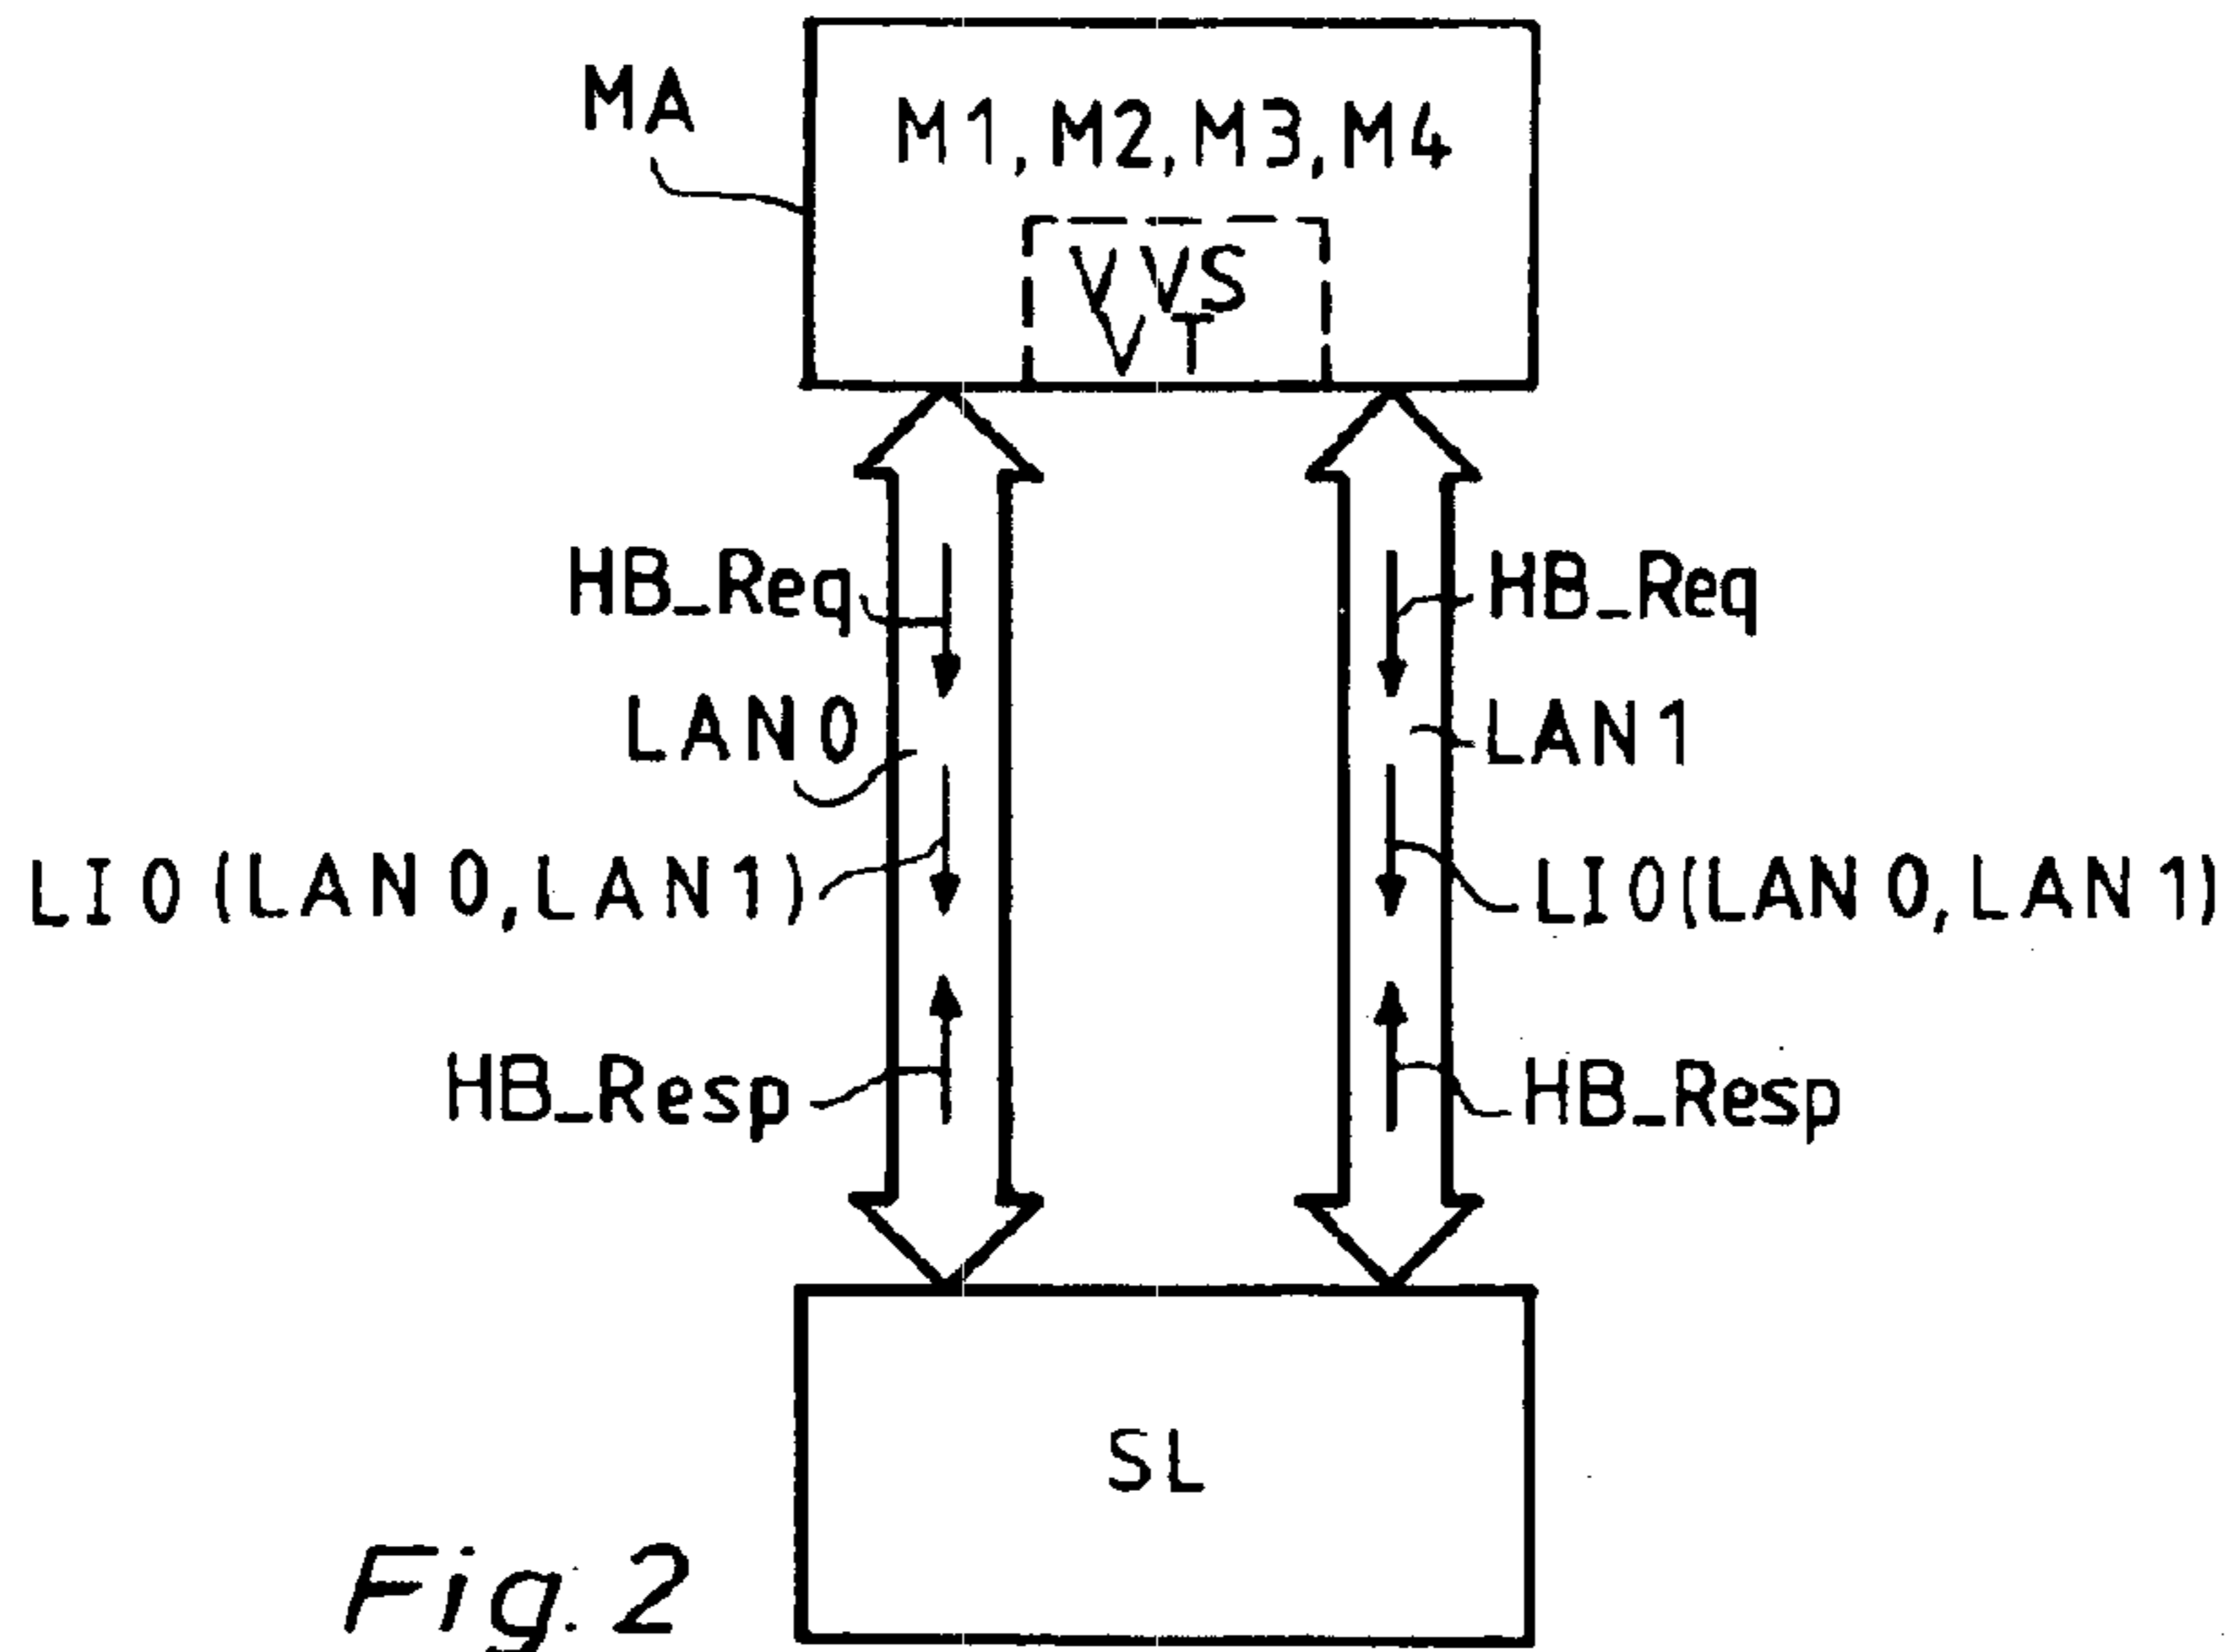 MA
M1, M2, M3, M4
VVS
VT
HB_Req
HB_Req
LAN0
LAN1
LI0(LAN0,LAN1)
LI0(LAN0,LAN1)
HB_Resp
HB_Resp
SL
Fig. 2